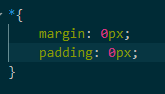 *{
margin: 0px;
padding: 0px;
}